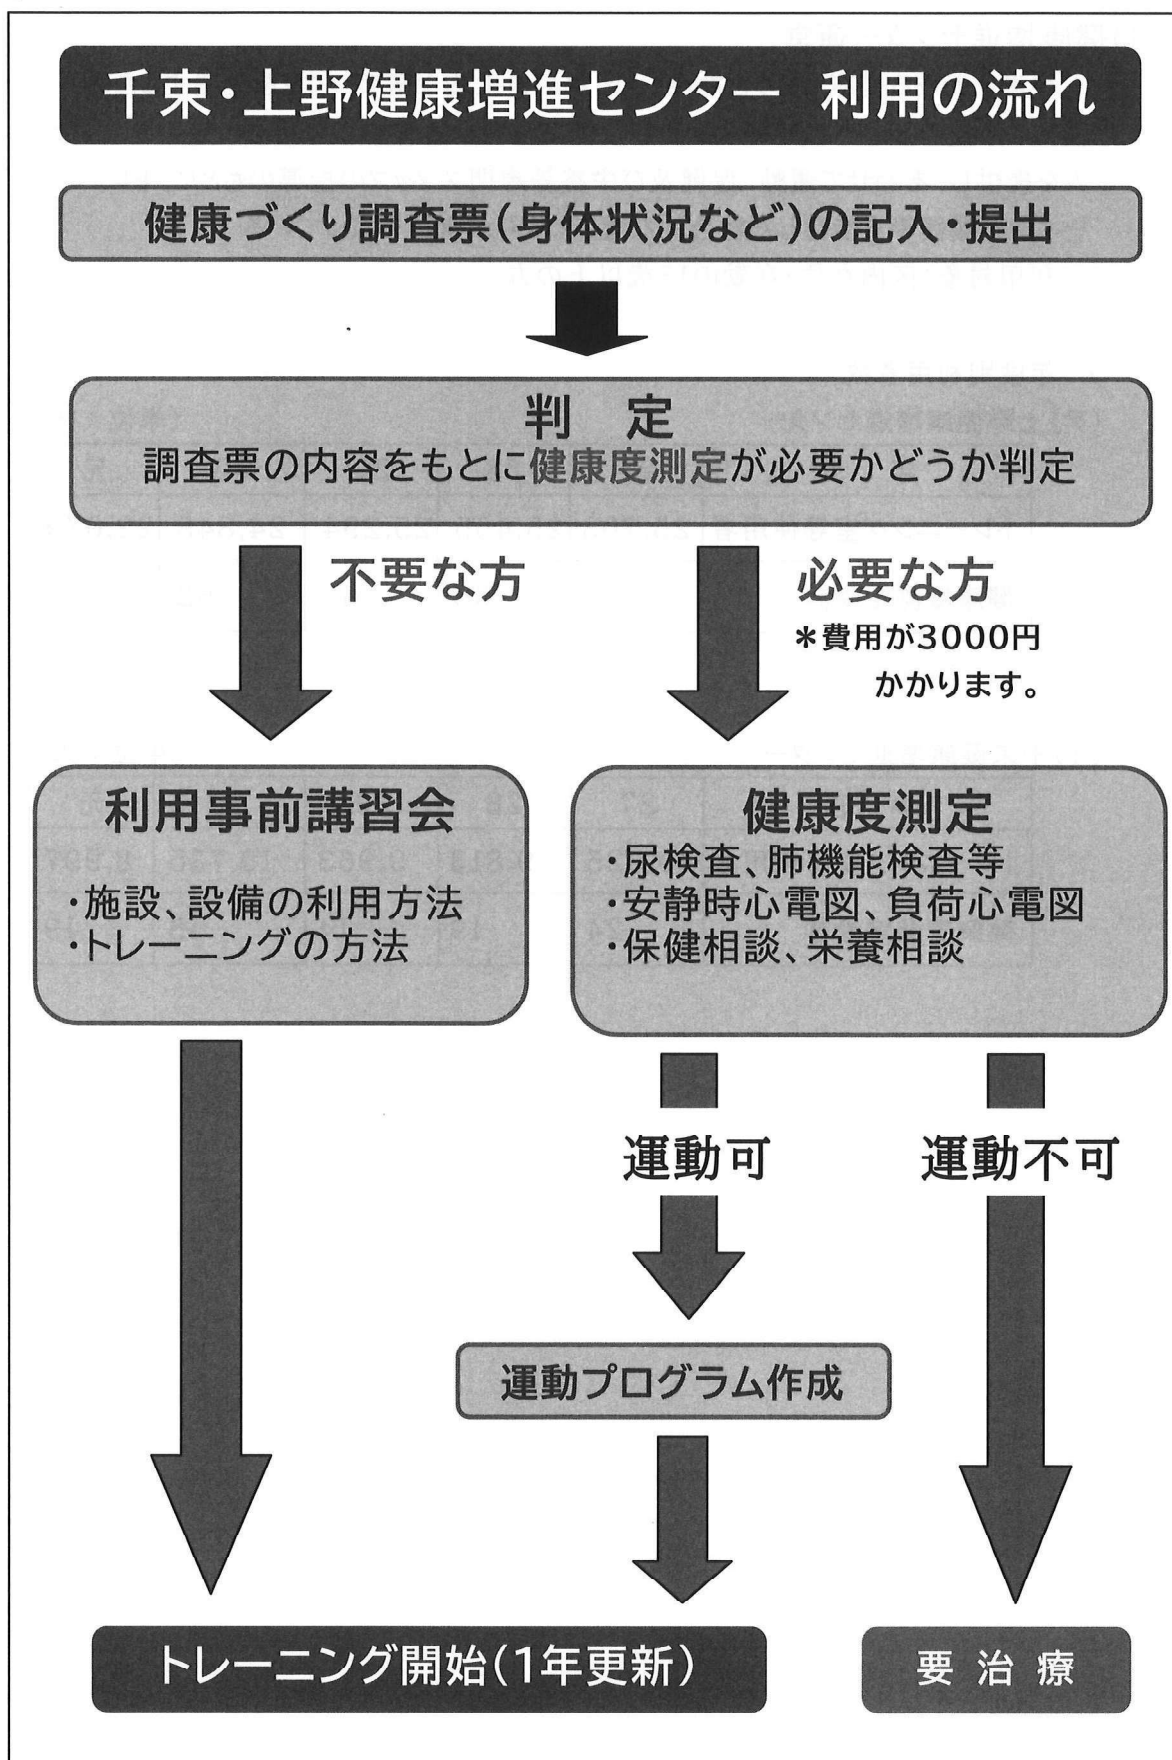 千束・上野健康増進センター 利用の流れ
健康づくり調査票(身体状況など)の記入・提出
判 定
調査票の内容をもとに健康度測定が必要かどうか判定
不要な方
必要な方
＊費用が3000円
かかります。
利用事前講習会
・施設、設備の利用方法
・トレーニングの方法
健康度測定
・尿検査、肺機能検査等
・安静時心電図、負荷心電図
・保健相談、栄養相談
運動可
運動不可
運動プログラム作成
トレーニング開始(1年更新)
要 治 療